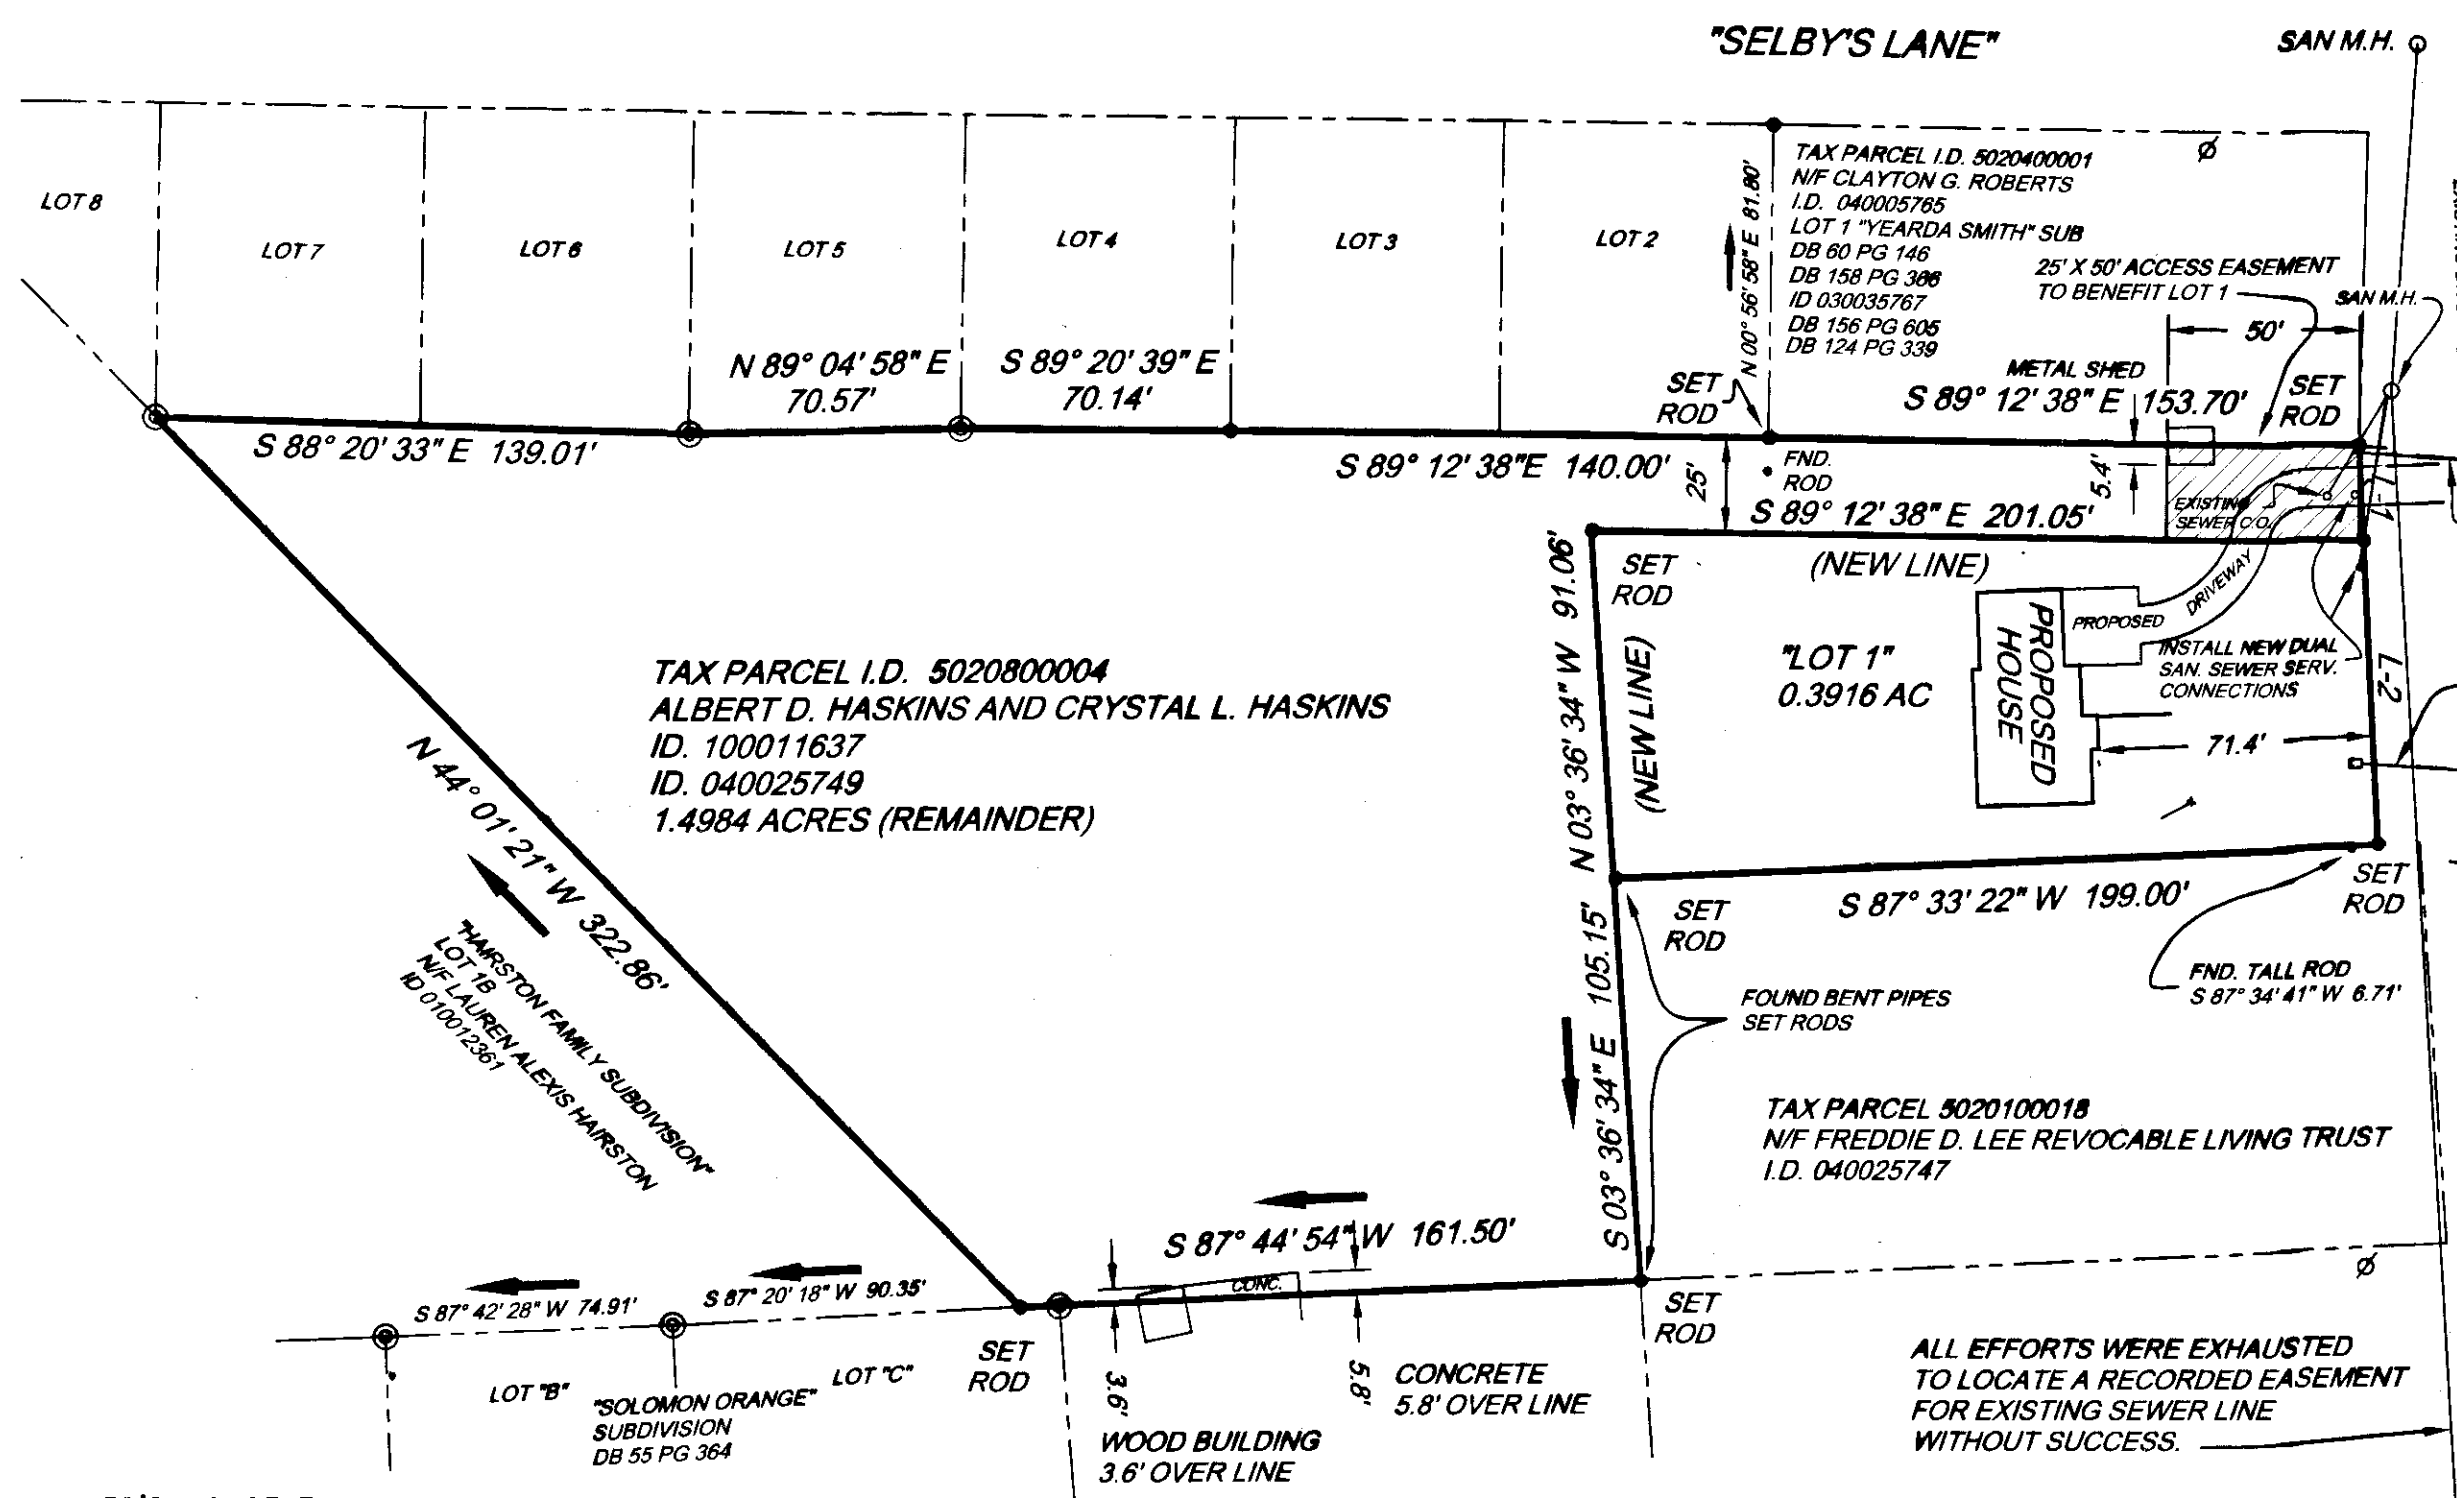 "SELBY'S LANE"
SAN M.H.
LOT 8
LOT 7
LOT 6
LOT 5
LOT 4
LOT 3
LOT 2
N 00° 56' 58" E 81.80'
TAX PARCEL I.D. 5020400001
N/F CLAYTON G. ROBERTS
I.D. 040005765
LOT 1 "YEARDA SMITH" SUB
DB 60 PG 146
DB 158 PG 366
ID 030035767
DB 156 PG 605
DB 124 PG 339
25' X 50' ACCESS EASEMENT
TO BENEFIT LOT 1
SAN M.H.
50'
N 89° 04' 58" E
70.57'
S 89° 20' 39" E
70.14'
SET
ROD
METAL SHED
S 89° 12' 38" E 153.70'
SET
ROD
S 88° 20' 33" E 139.01'
S 89° 12' 38"E 140.00'
25'
FND.
ROD
5.4'
S 89° 12' 38" E 201.05'
EXISTING
SEWER C.O.
L-1
(NEW LINE)
SET
ROD
N 03° 36' 34" W 91.06'
(NEW LINE)
"LOT 1"
0.3916 AC
PROPOSED
HOUSE
PROPOSED
DRIVEWAY
INSTALL NEW DUAL
SAN. SEWER SERV.
CONNECTIONS
L-2
71.4'
TAX PARCEL I.D. 5020800004
ALBERT D. HASKINS AND CRYSTAL L. HASKINS
ID. 100011637
ID. 040025749
1.4984 ACRES (REMAINDER)
N 44° 01' 21" W 322.86'
S 87° 33' 22" W 199.00'
SET
ROD
SET
ROD
FND. TALL ROD
S 87° 34' 41" W 6.71'
S 03° 36' 34" E 105.15'
FOUND BENT PIPES
SET RODS
"HAIRSTON FAMILY SUBDIVISION"
LOT 1B
N/F LAUREN ALEXIS HAIRSTON
ID 010012361
TAX PARCEL 5020100018
N/F FREDDIE D. LEE REVOCABLE LIVING TRUST
I.D. 040025747
S 87° 44' 54" W 161.50'
CONC.
S 87° 42' 28" W 74.91'
S 87° 20' 18" W 90.35'
SET
ROD
SET
ROD
LOT "B"
LOT "C"
"SOLOMON ORANGE"
SUBDIVISION
DB 55 PG 364
3.6'
5.8'
WOOD BUILDING
3.6' OVER LINE
CONCRETE
5.8' OVER LINE
ALL EFFORTS WERE EXHAUSTED
TO LOCATE A RECORDED EASEMENT
FOR EXISTING SEWER LINE
WITHOUT SUCCESS.